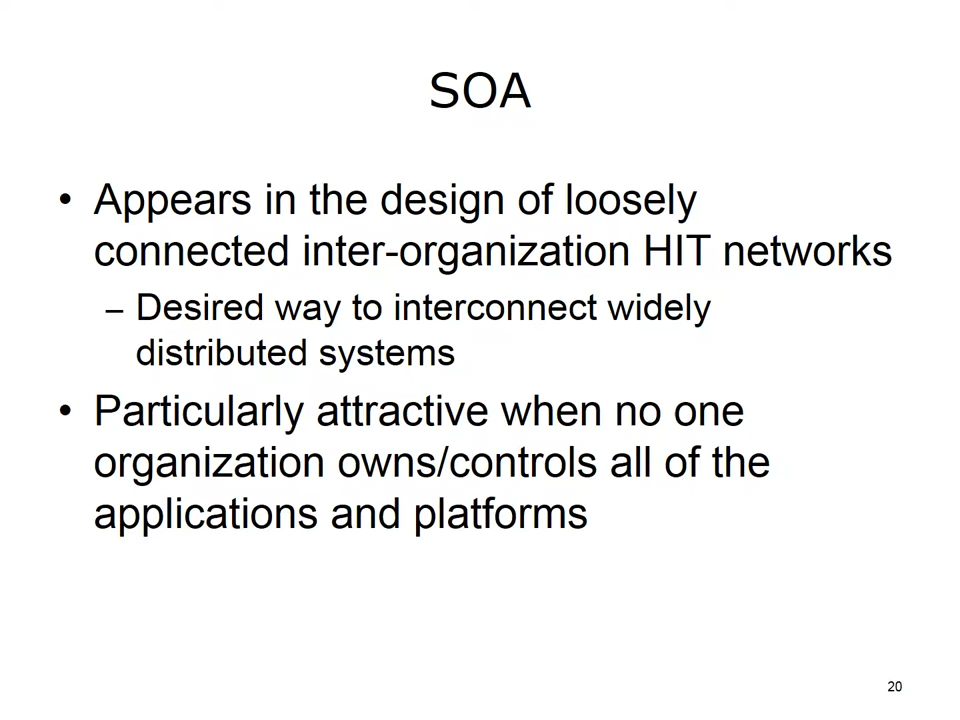 SOA
• Appears in the design of loosely
connected inter-organization HIT networks
– Desired way to interconnect widely
distributed systems
• Particularly attractive when no one
organization owns/controls all of the
applications and platforms
20